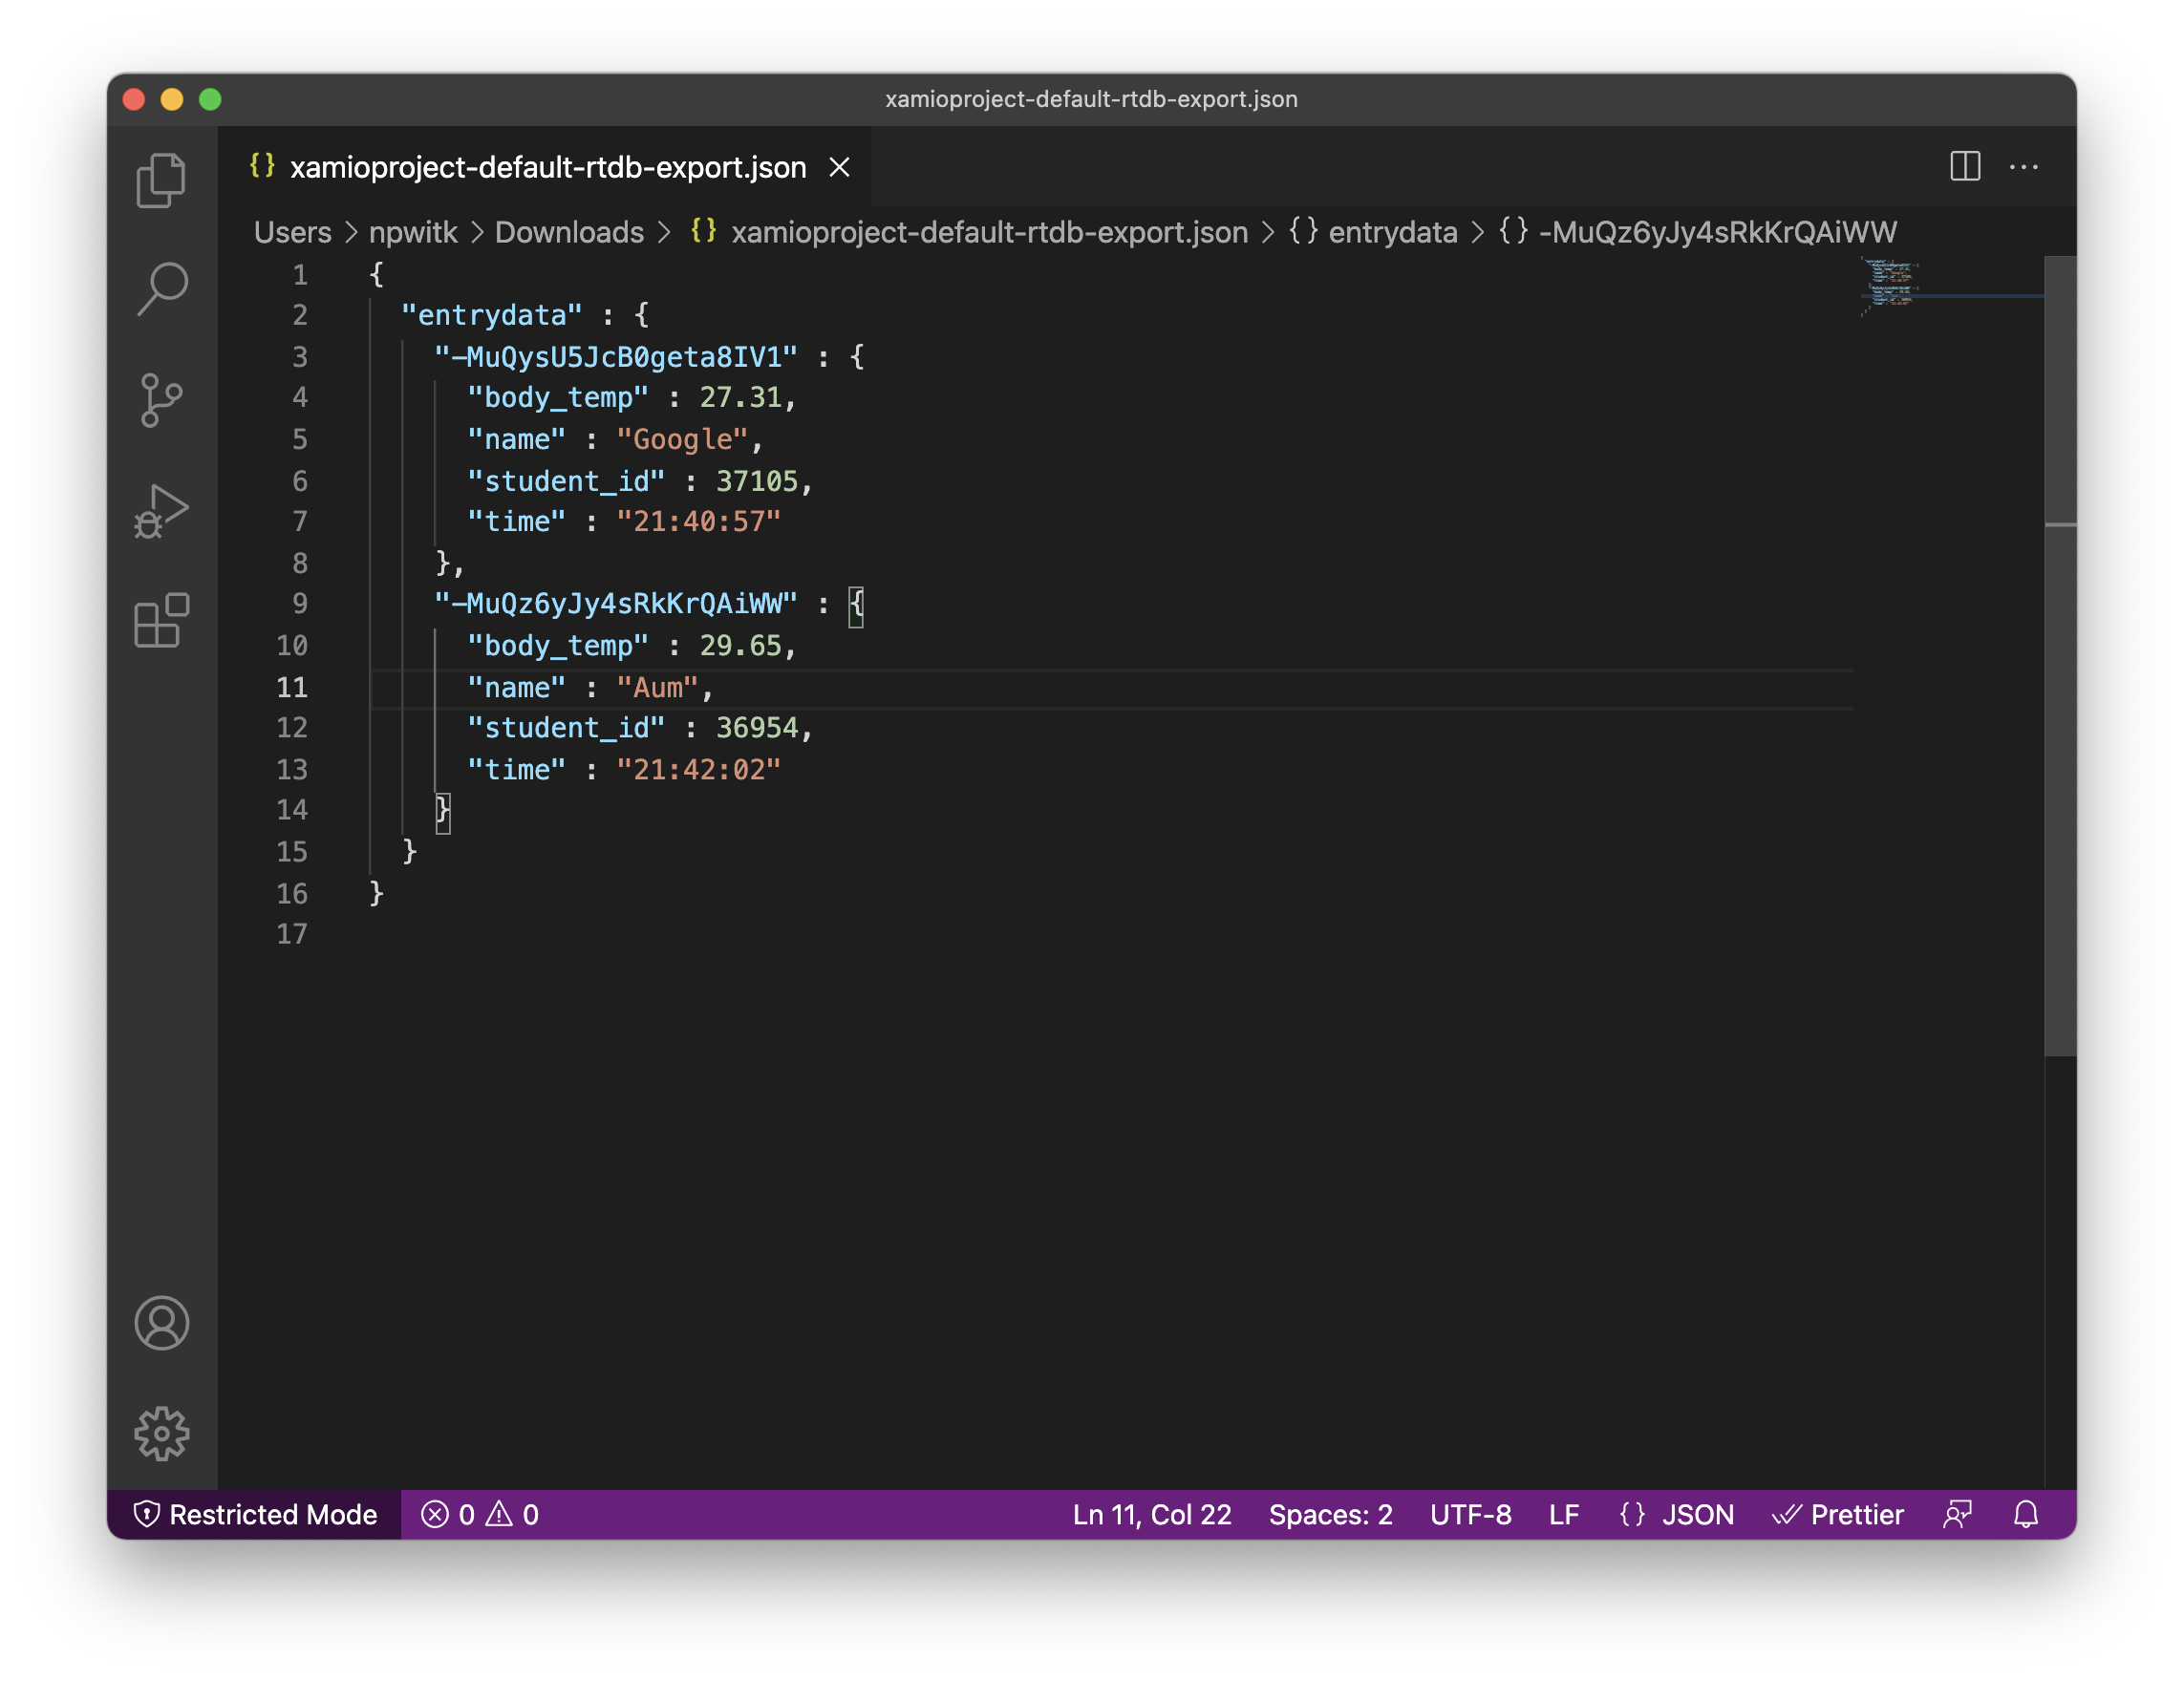 xamioproject-default-rtdb-export.json
{} xamioproject-default-rtdb-export.json ×
Users > npwitk > Downloads > {} xamioproject-default-rtdb-export.json > {} entrydata > {} -MuQz6yJy4sRkKrQAiWW
1 {
2 "entrydata" : {
3 "-MuQysU5JcB0geta8IV1" : {
4 "body_temp" : 27.31,
5 "name" : "Google",
6 "student_id" : 37105,
7 "time" : "21:40:57"
8 },
9 "-MuQz6yJy4sRkKrQAiWW" : {
10 "body_temp" : 29.65,
11 "name" : "Aum",
12 "student_id" : 36954,
13 "time" : "21:42:02"
14 }
15 }
16 }
17
Restricted Mode 0 0 Ln 11, Col 22 Spaces: 2 UTF-8 LF {} JSON Prettier